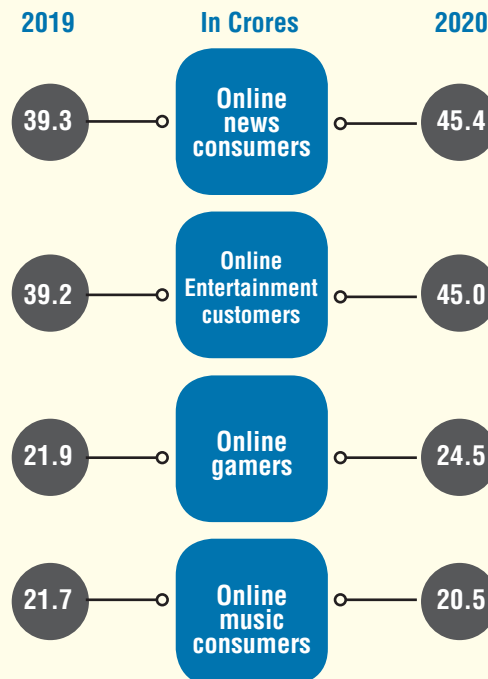 2019 In Crores 2020
39.3
Online
news
consumers
45.4
39.2
Online
Entertainment
customers
45.0
21.9
Online
gamers
24.5
21.7
Online
music
consumers
20.5